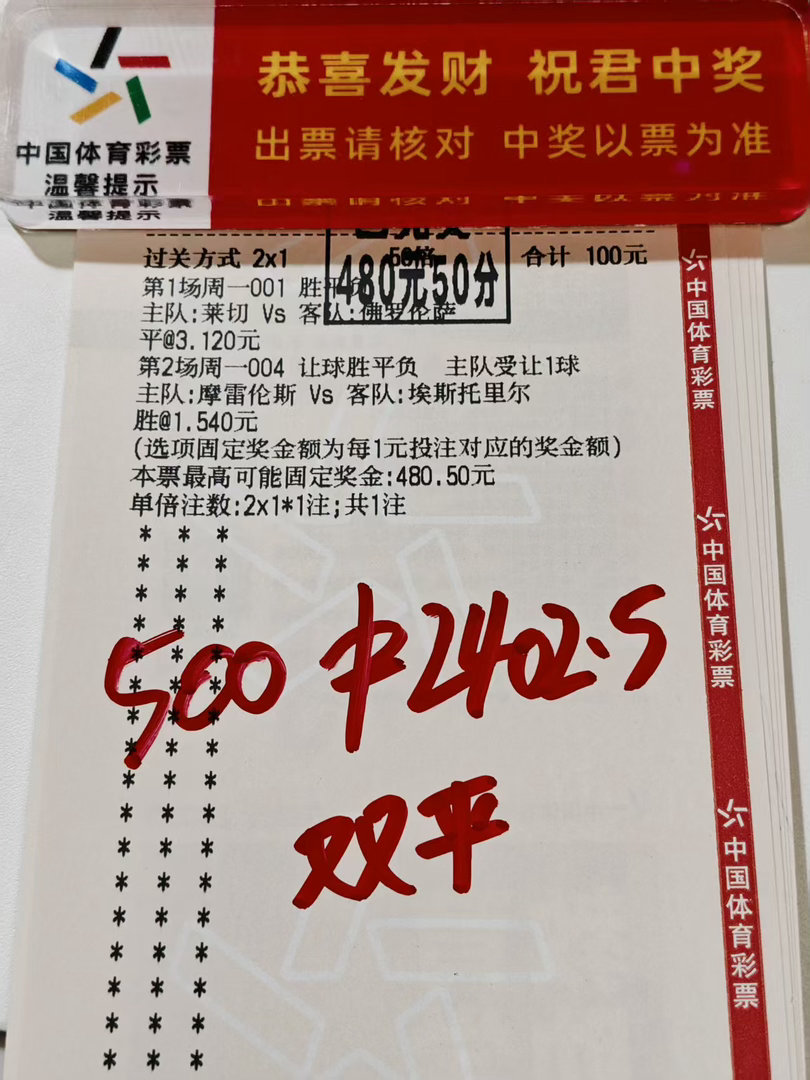 恭喜发财 祝君中奖
出票请核对 中奖以票为准
中国体育彩票
温馨提示
过关方式 2x1 50倍 合计 100元
480元50分
第1场周一001 胜平负
主队:莱切 Vs 客队:佛罗伦萨
平@3.120元
第2场周一004 让球胜平负 主队受让1球
主队:摩雷伦斯 Vs 客队:埃斯托里尔
胜@1.540元
(选项固定奖金额为每1元投注对应的奖金额)
本票最高可能固定奖金:480.50元
单倍注数:2x1*1注;共1注
500 中2402.5
双平
中国体育彩票
中国体育彩票
中国体育彩票